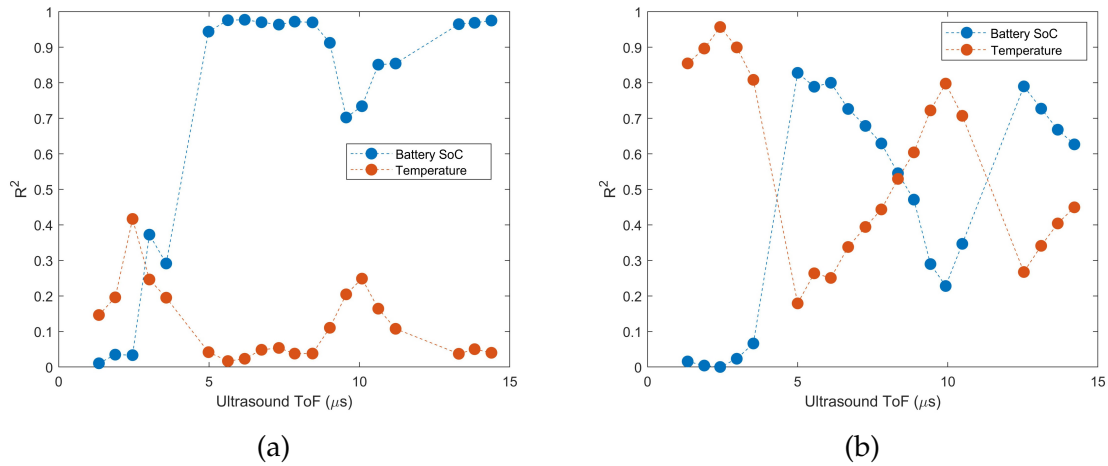 1
0.9
0.8
0.7
0.6
0.5
0.4
0.3
0.2
0.1
0
R²
Battery SoC
Temperature
0 5 10 15
Ultrasound ToF (μs)
(a)
1
0.9
0.8
0.7
0.6
0.5
0.4
0.3
0.2
0.1
0
R²
Battery SoC
Temperature
0 5 10 15
Ultrasound ToF (μs)
(b)